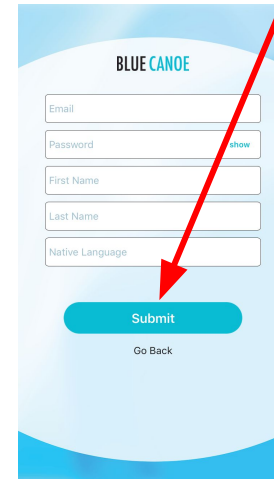 BLUE CANOE
Email
Password show
First Name
Last Name
Native Language
Submit
Go Back